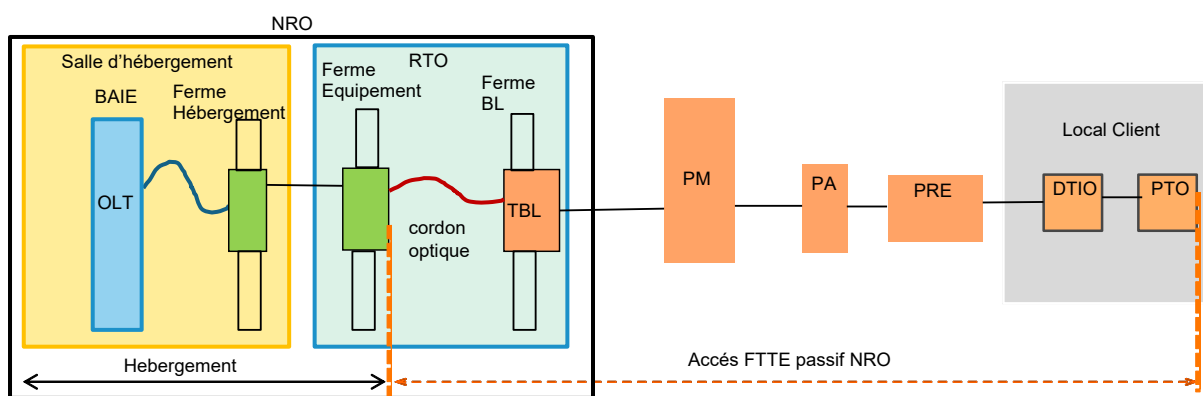 NRO
Salle d’hébergement
RTO
BAIE
Ferme
Hébergement
Ferme
Equipement
Ferme
BL
OLT
TBL
cordon
optique
PM
PA
PRE
Local Client
DTIO
PTO
Hebergement
Accés FTTE passif NRO